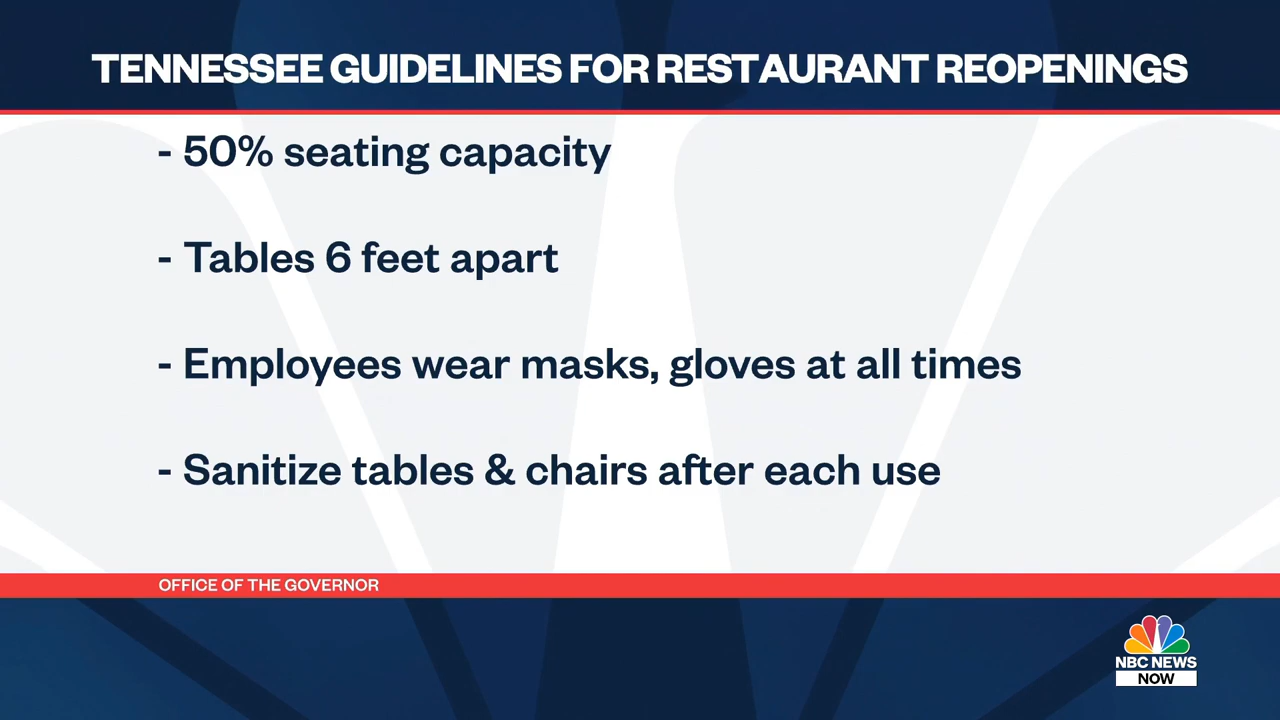 TENNESSEE GUIDELINES FOR RESTAURANT REOPENINGS
- 50% seating capacity
- Tables 6 feet apart
- Employees wear masks, gloves at all times
- Sanitize tables & chairs after each use
OFFICE OF THE GOVERNOR
NBC NEWS
NOW